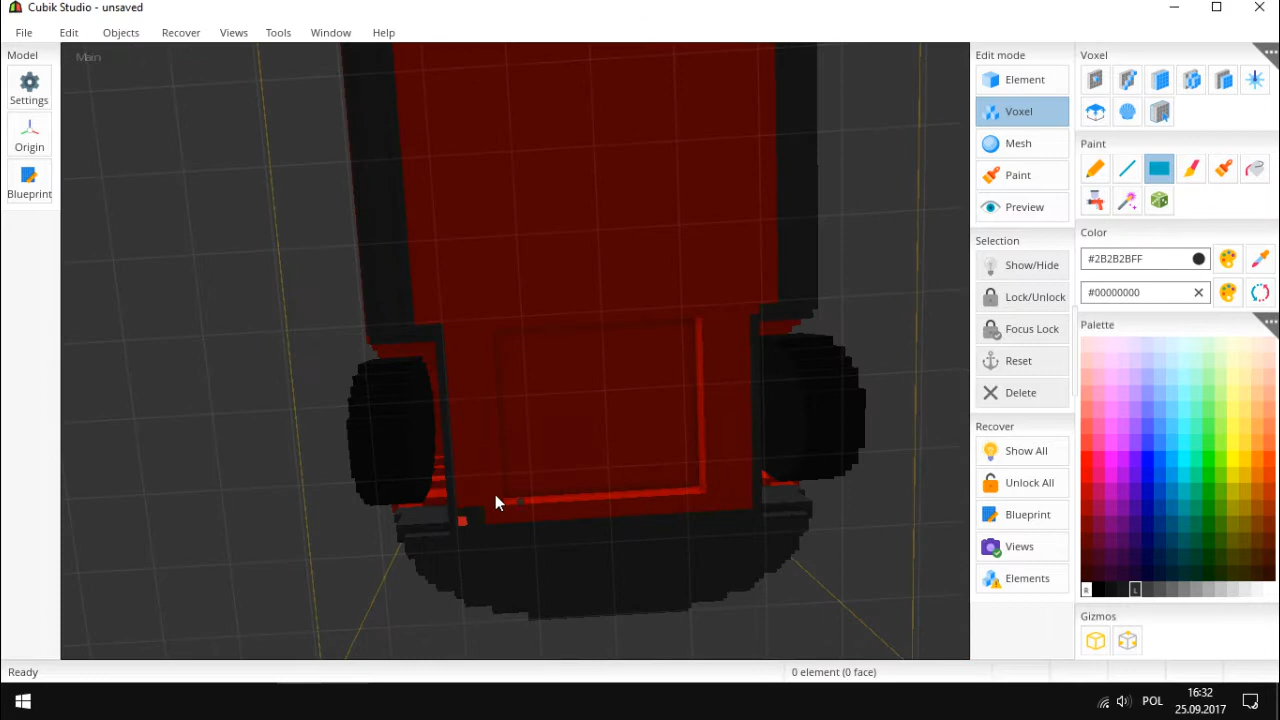 Cubik Studio - unsaved
File Edit Objects Recover Views Tools Window Help
Model
Settings
Origin
Blueprint
Main
Edit mode
Element
Voxel
Mesh
Paint
Preview
Selection
Show/Hide
Lock/Unlock
Focus Lock
Reset
Delete
Recover
Show All
Unlock All
Blueprint
Views
Elements
Voxel
Paint
Color
#2B2B2BFF
#00000000
Palette
R L
Gizmos
Ready
0 element (0 face)
POL
16:32
25.09.2017